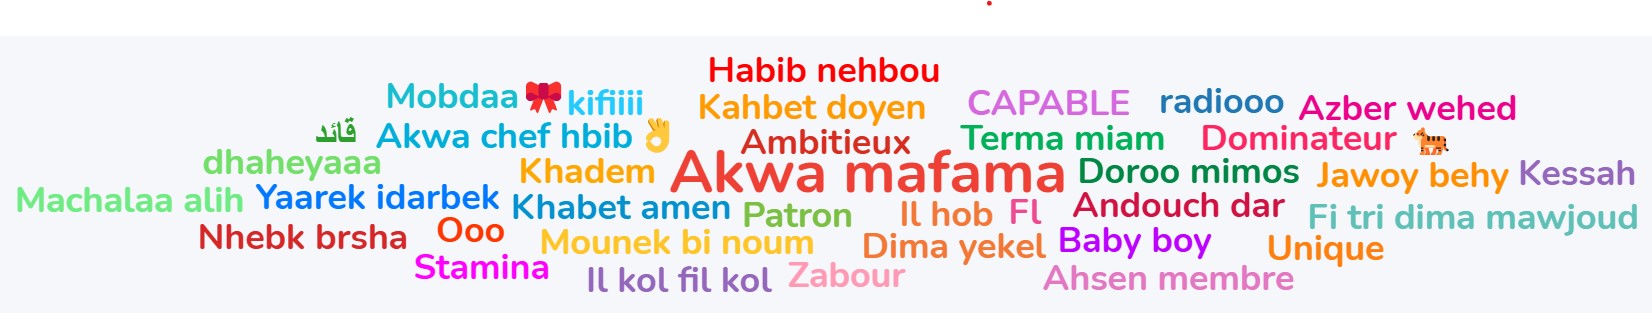 Habib nehbou
Mobdaa 🎀 kifiiii Kahbet doyen CAPABLE radiooo Azber wehed
قائد Akwa chef hbib 👌 Ambitieux Terma miam Dominateur 🐅
dhaheyaaa Khadem Akwa mafama Doroo mimos Jawoy behy Kessah
Machalaa alih Yaarek idarbek Khabet amen Patron Il hob Fl Andouch dar Fi tri dima mawjoud
Nhebk brsha Ooo Mounek bi noum Dima yekel Baby boy Unique
Stamina Il kol fil kol Zabour Ahsen membre